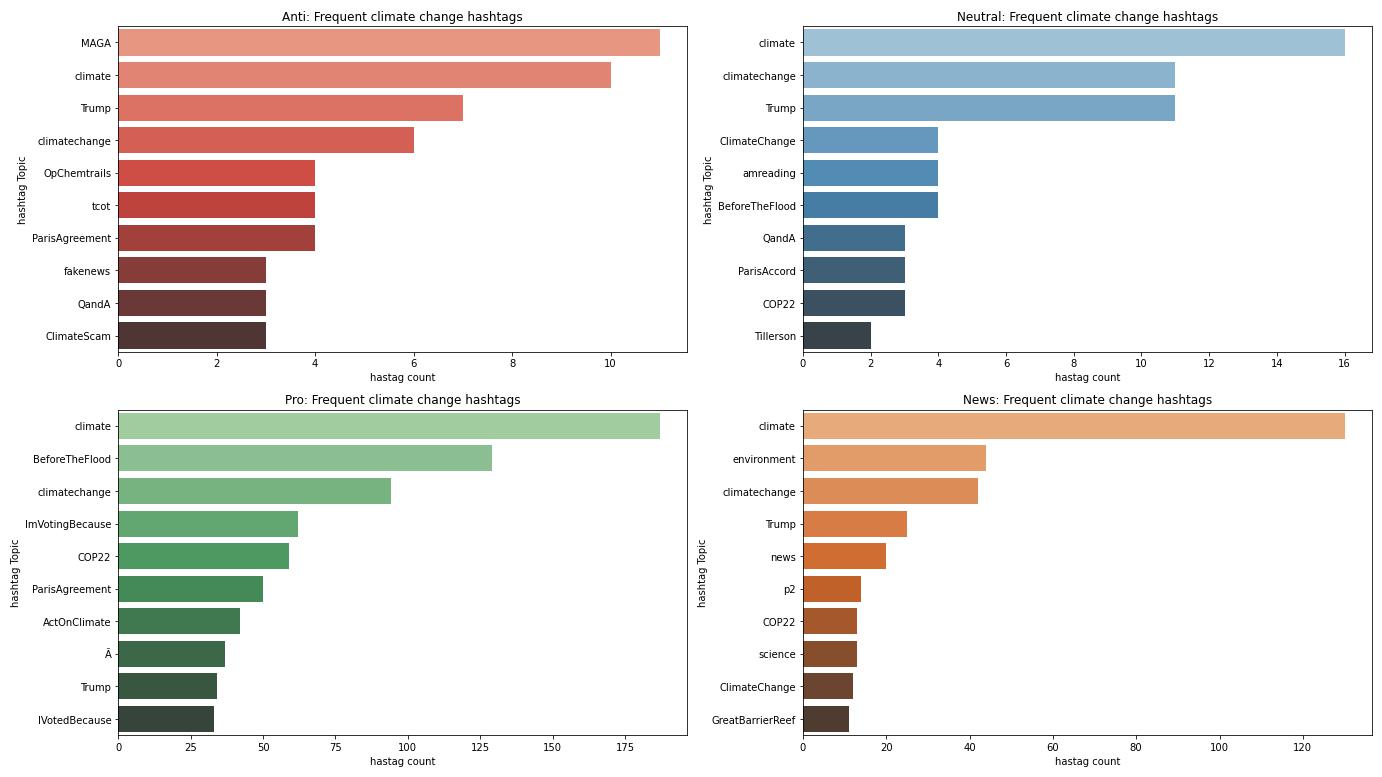 Anti: Frequent climate change hashtags
hashtag Topic
MAGA
climate
Trump
climatechange
OpChemtrails
tcot
ParisAgreement
fakenews
QandA
ClimateScam
0 2 4 6 8 10
hastag count
Neutral: Frequent climate change hashtags
hashtag Topic
climate
climatechange
Trump
ClimateChange
amreading
BeforeTheFlood
QandA
ParisAccord
COP22
Tillerson
0 2 4 6 8 10 12 14 16
hastag count
Pro: Frequent climate change hashtags
hashtag Topic
climate
BeforeTheFlood
climatechange
ImVotingBecause
COP22
ParisAgreement
ActOnClimate
Trump
IVotedBecause
0 25 50 75 100 125 150 175
hastag count
News: Frequent climate change hashtags
hashtag Topic
climate
environment
climatechange
Trump
news
p2
COP22
science
ClimateChange
GreatBarrierReef
0 20 40 60 80 100 120
hastag count